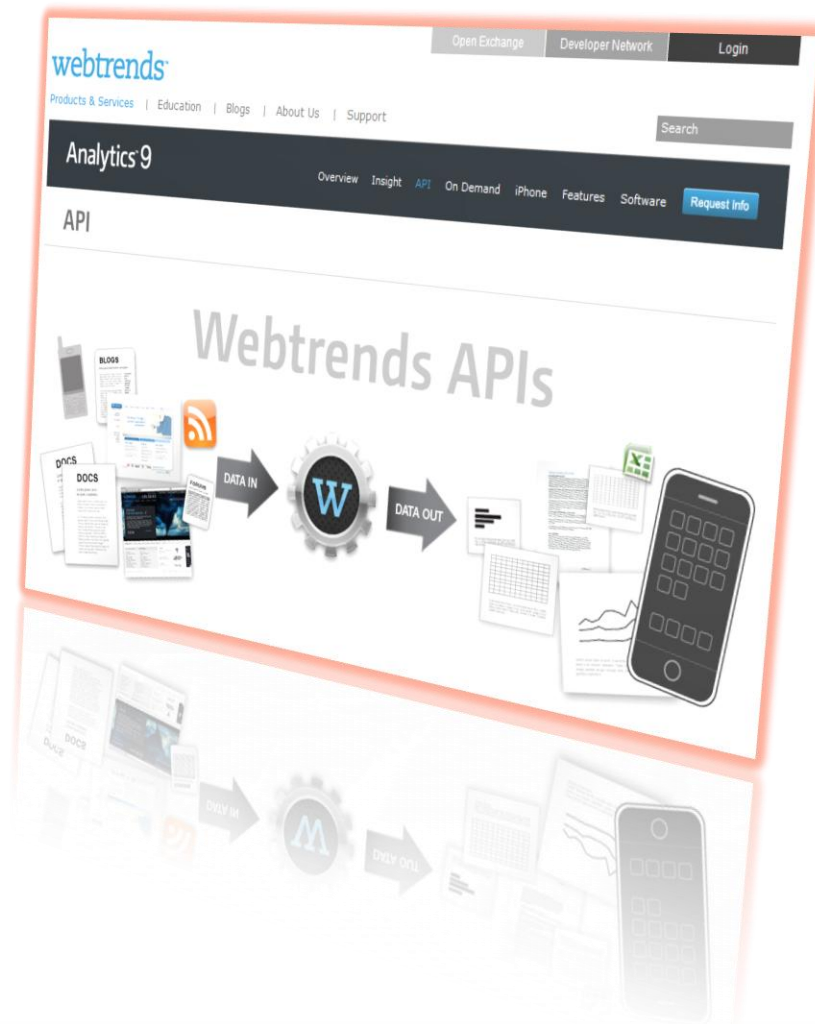 Open Exchange
Developer Network
Login
webtrends
Products & Services | Education | Blogs | About Us | Support
Search
Analytics 9
Overview Insight API On Demand iPhone Features Software Request Info
API
Webtrends APIs
BLOGS
DOCS
DOCS
FORUMS
DATA IN
W
DATA OUT